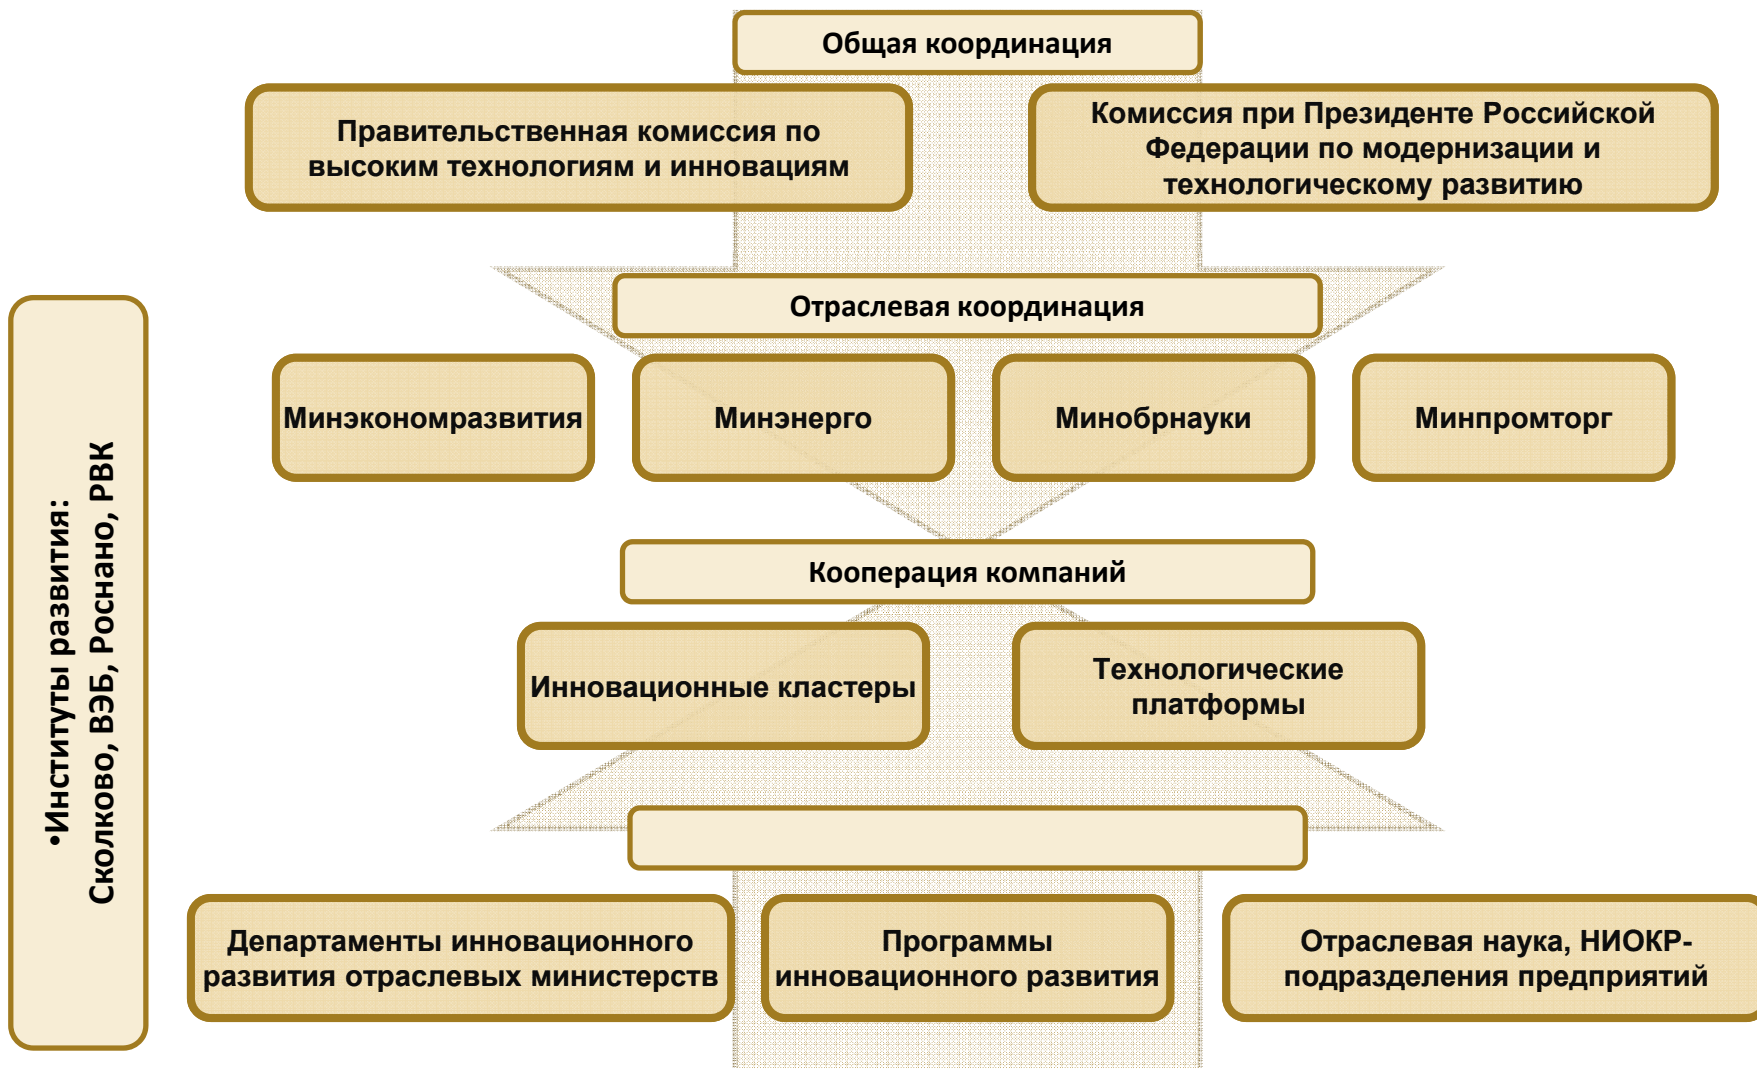 Общая координация
Правительственная комиссия по
высоким технологиям и инновациям
Комиссия при Президенте Российской
Федерации по модернизации и
технологическому развитию
Отраслевая координация
Минэкономразвития
Минэнерго
Минобрнауки
Минпромторг
•Институты развития:
Сколково, ВЭБ, Роснано, РВК
Кооперация компаний
Инновационные кластеры
Технологические
платформы
Департаменты инновационного
развития отраслевых министерств
Программы
инновационного развития
Отраслевая наука, НИОКР-
подразделения предприятий